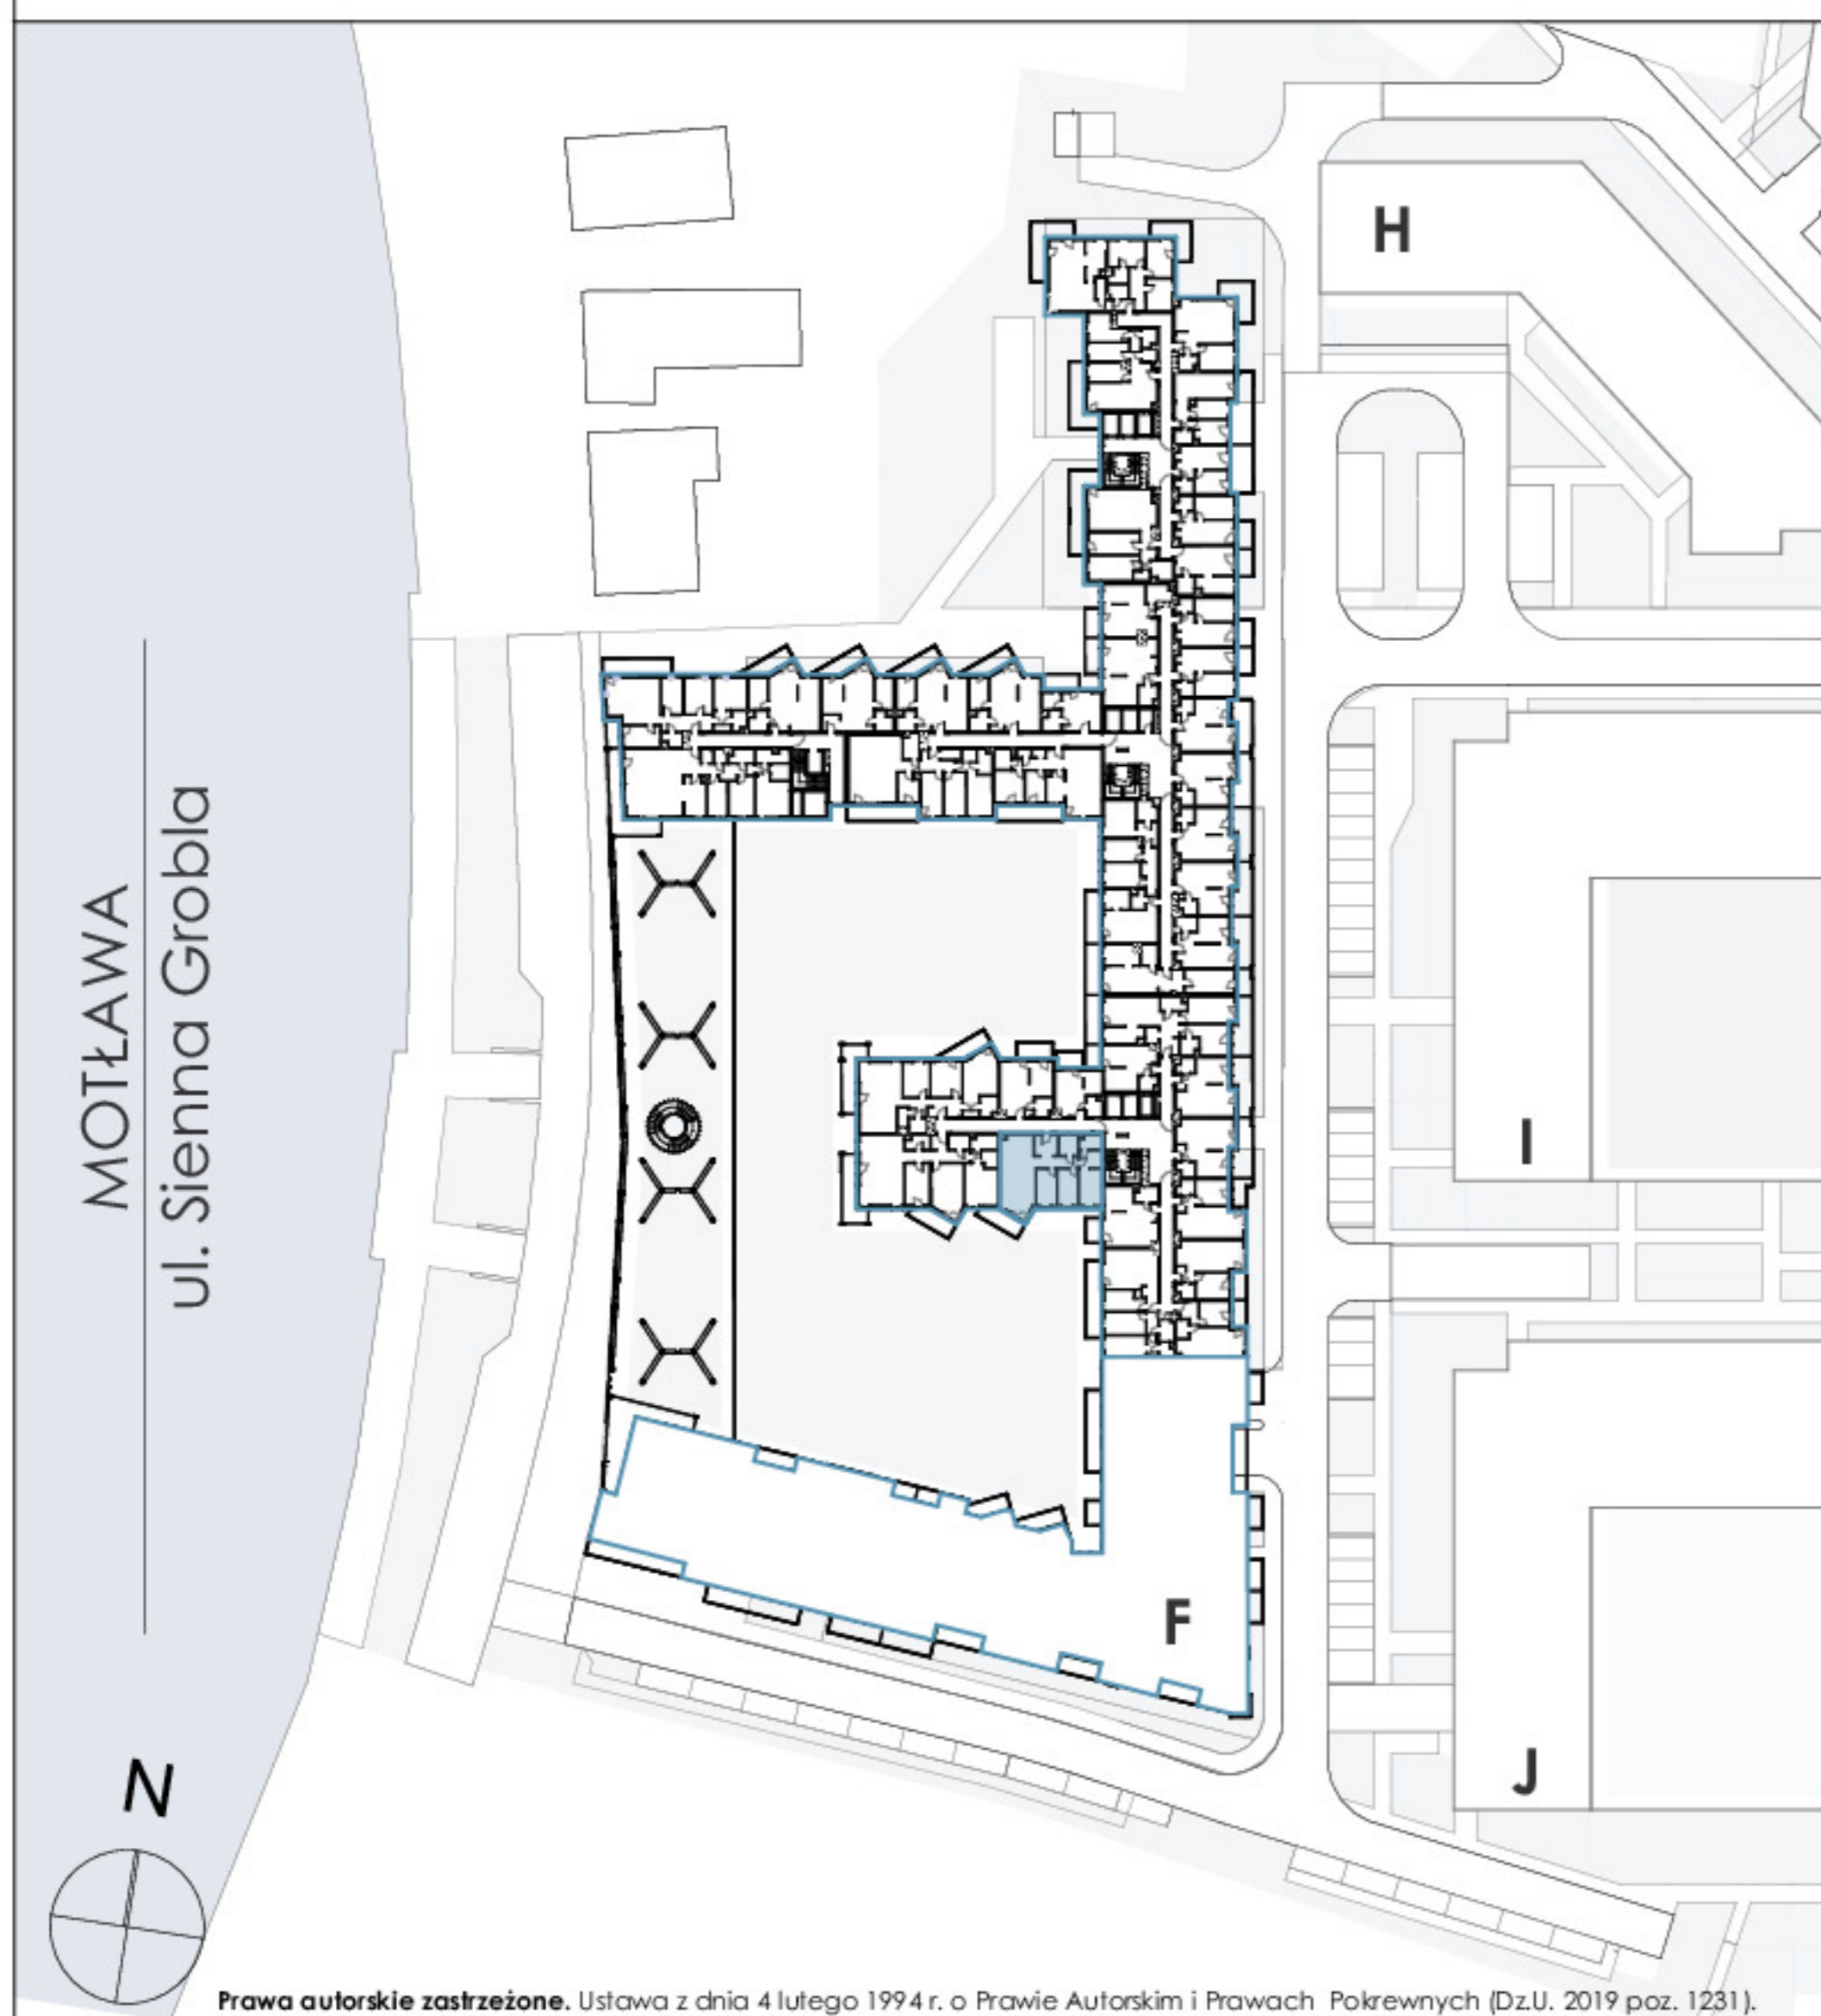 H
MOTŁAWA
ul. Sienna Grobla
I
F
J
N
Prawa autorskie zastrzeżone. Ustawa z dnia 4 lutego 1994 r. o Prawie Autorskim i Prawach Pokrewnych (Dz.U. 2019 poz. 1231).